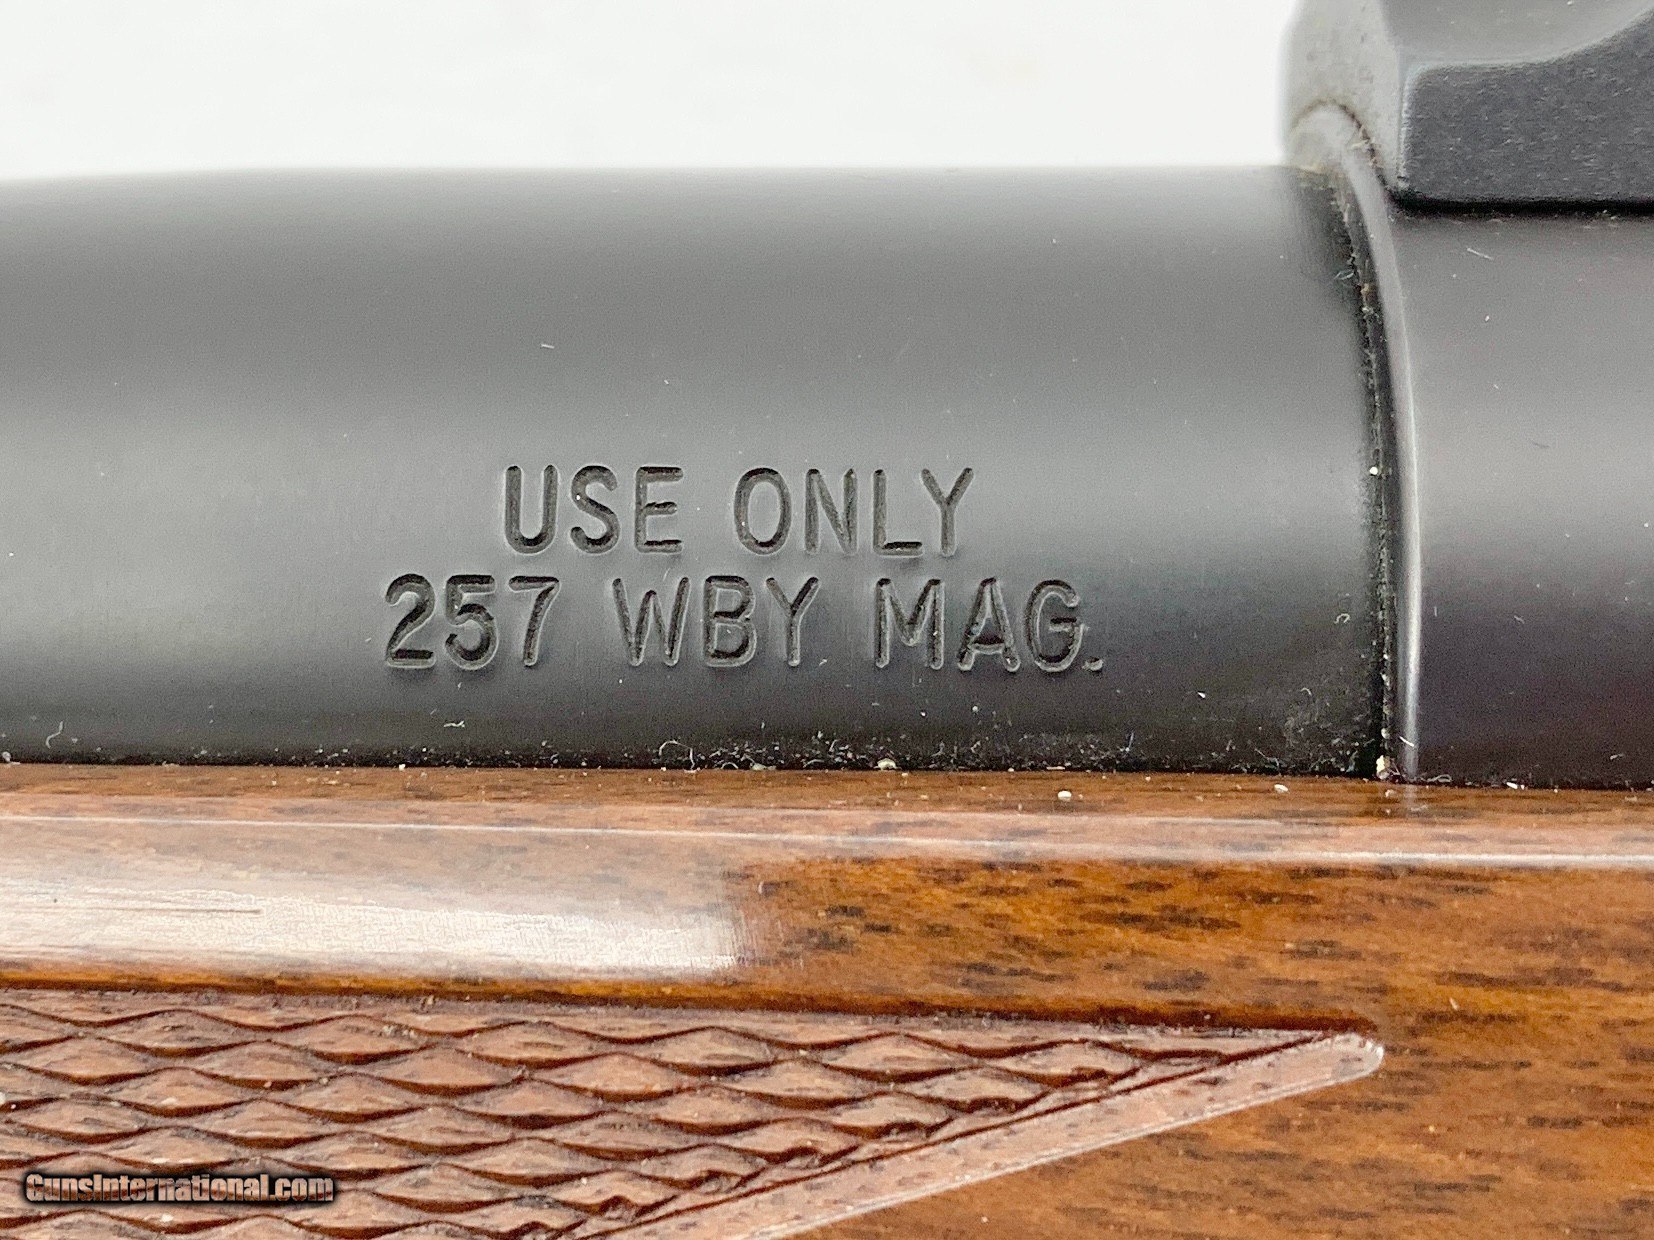 USE ONLY
257 WBY MAG.
GunsInternational.com